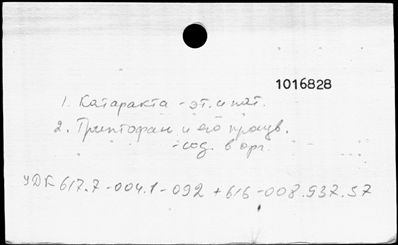 1016828
1. Катаракта - эт. и пат.
2. Триптофан и его произв.
- сод. в орг.
УДК 617.7-004.1-092 + 616-008.937.57